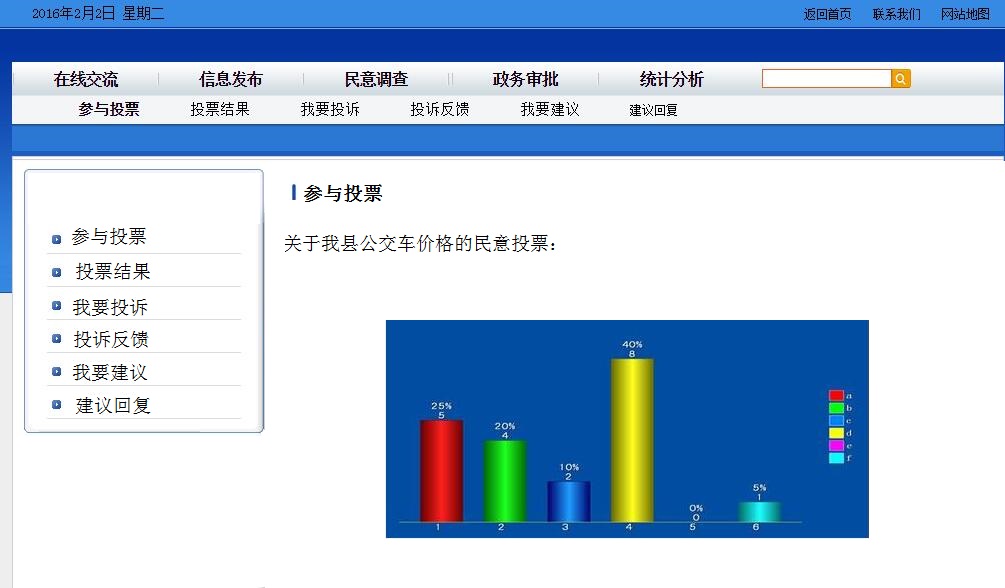 2016年2月2日 星期二 返回首页 联系我们 网站地图
在线交流 信息发布 民意调查 政务审批 统计分析
参与投票 投票结果 我要投诉 投诉反馈 我要建议 建议回复
参与投票
投票结果
我要投诉
投诉反馈
我要建议
建议回复
参与投票
关于我县公交车价格的民意投票：
40%
8
25%
5
20%
4
10%
2
5%
1
0%
0
1 2 3 4 5 6
a
b
c
d
e
f